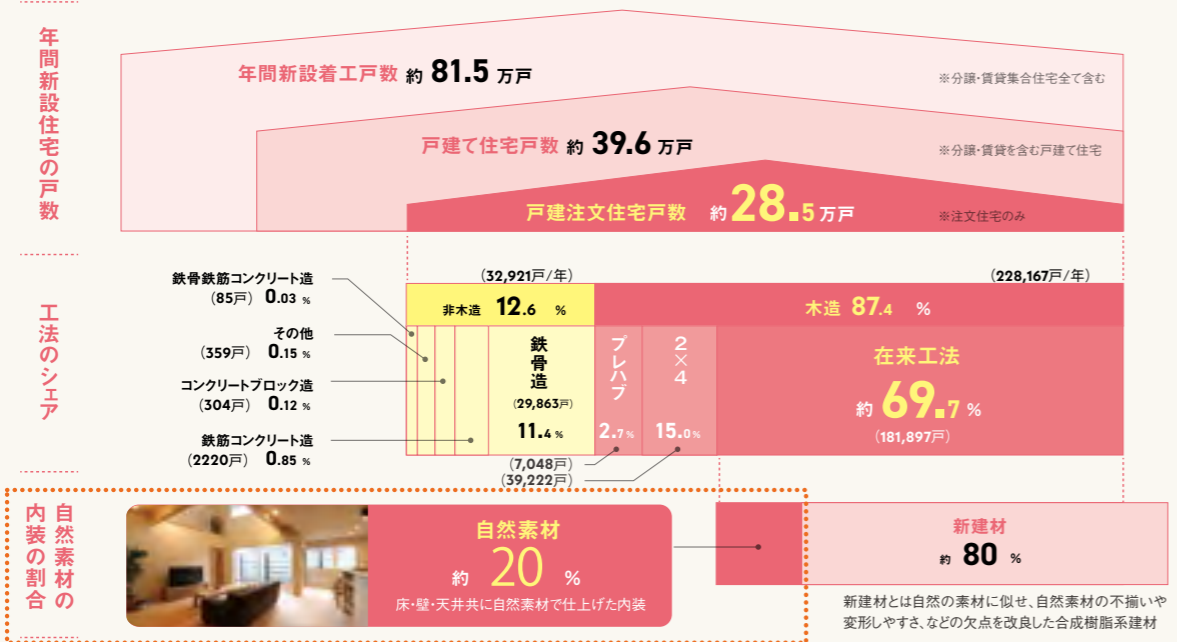 年間新設住宅の戸数
年間新設着工戸数 約 81.5 万戸
※分譲・賃貸集合住宅全て含む
戸建て住宅戸数 約 39.6 万戸
※分譲・賃貸を含む戸建て住宅
戸建注文住宅戸数 約 28.5 万戸
※注文住宅のみ
工法のシェア
鉄骨鉄筋コンクリート造
(85戸) 0.03 %
その他
(359戸) 0.15 %
コンクリートブロック造
(304戸) 0.12 %
鉄筋コンクリート造
(2220戸) 0.85 %
(32,921戸/年)
非木造 12.6 %
(228,167戸/年)
木造 87.4 %
鉄骨造
(29,863戸)
11.4 %
プレハブ
2.7 %
(7,048戸)
2×4
15.0 %
(39,222戸)
在来工法
約 69.7 %
(181,897戸)
自然素材の
内装の割合
自然素材
約 20 %
床・壁・天井共に自然素材で仕上げた内装
新建材
約 80 %
新建材とは自然の素材に似せ、自然素材の不揃いや
変形しやすさ、などの欠点を改良した合成樹脂系建材